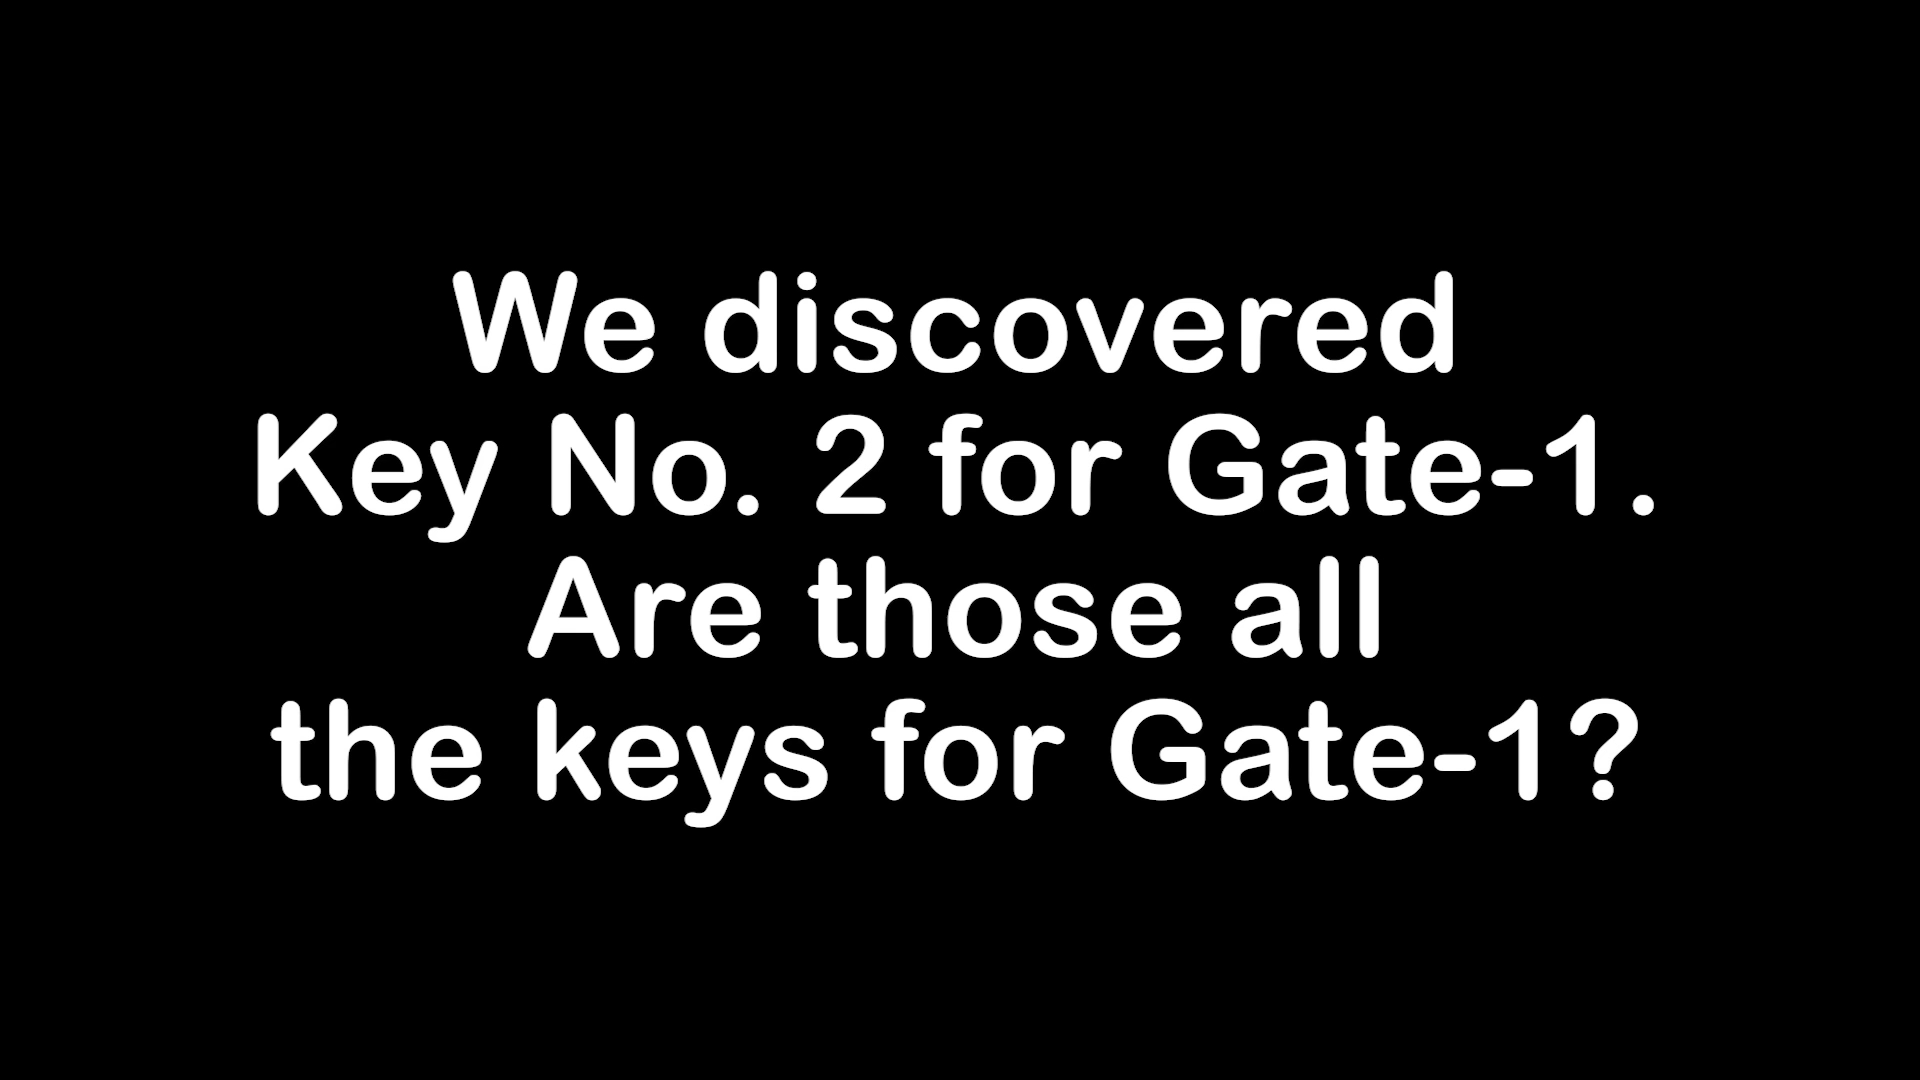 We discovered
Key No. 2 for Gate-1.
Are those all
the keys for Gate-1?